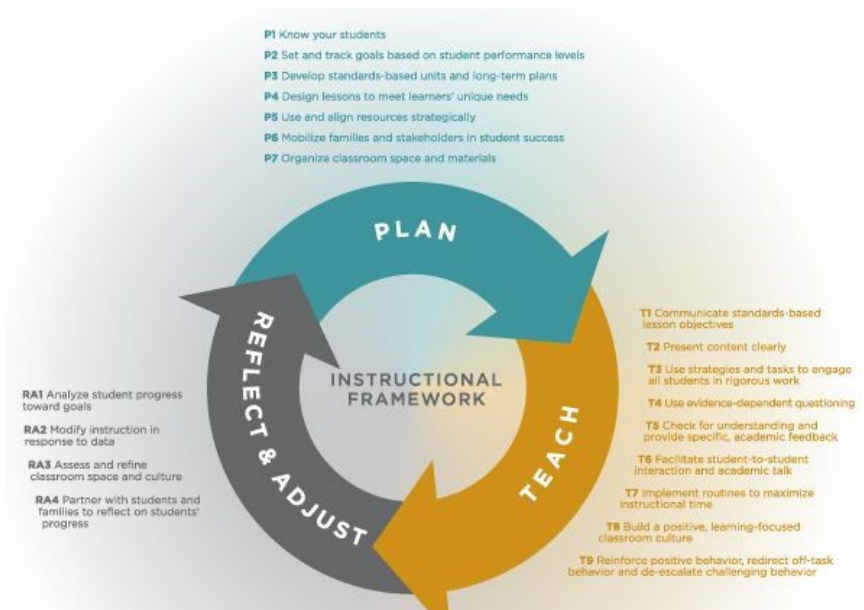 P1 Know your students
P2 Set and track goals based on student performance levels
P3 Develop standards-based units and long-term plans
P4 Design lessons to meet learners' unique needs
P5 Use and align resources strategically
P6 Mobilize families and stakeholders in student success
P7 Organize classroom space and materials
PLAN
T1 Communicate standards-based
lesson objectives
T2 Present content clearly
T3 Use strategies and tasks to engage
all students in rigorous work
T4 Use evidence-dependent questioning
T5 Check for understanding and
provide specific, academic feedback
T6 Facilitate student-to-student
interaction and academic talk
T7 Implement routines to maximize
instructional time
T8 Build a positive, learning-focused
classroom culture
T9 Reinforce positive behavior, redirect off-task
behavior and de-escalate challenging behavior
TEACH
INSTRUCTIONAL
FRAMEWORK
REFLECT & ADJUST
RA1 Analyze student progress
toward goals
RA2 Modify instruction in
response to data
RA3 Assess and refine
classroom space and culture
RA4 Partner with students and
families to reflect on students'
progress